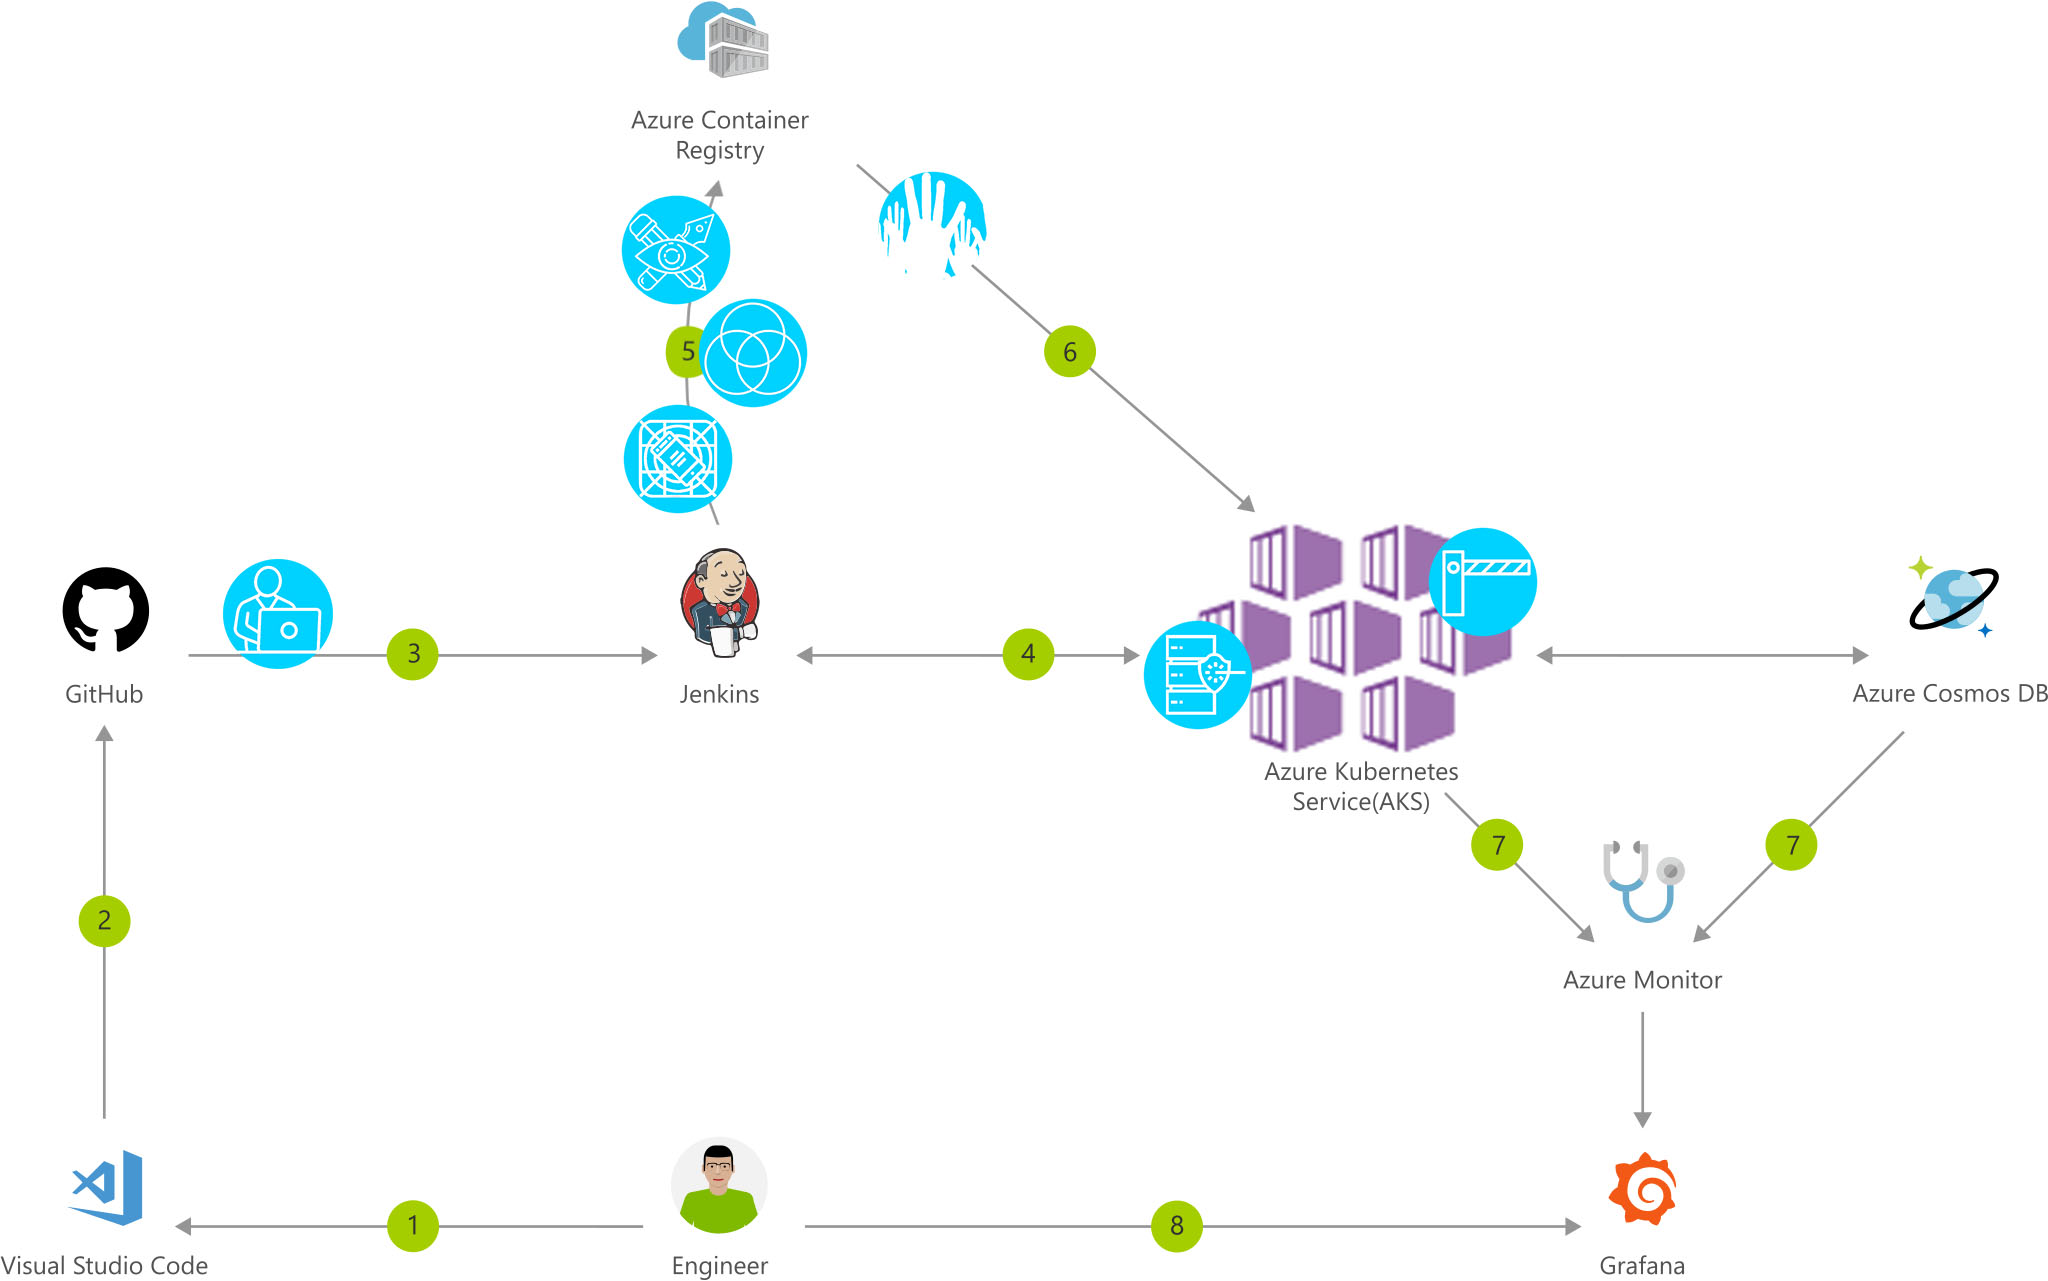 Azure Container
Registry
5
6
3
4
GitHub
Jenkins
Azure Cosmos DB
Azure Kubernetes
Service(AKS)
7
7
2
Azure Monitor
1
8
Visual Studio Code
Engineer
Grafana